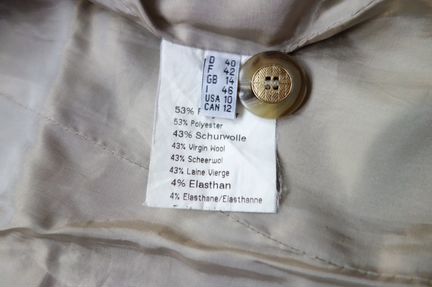 D 40
F 42
GB 14
I 46
USA 10
CAN 12
53%
53% Polyester
43% Schurwolle
43% Virgin Wool
43% Scheerwol
43% Laine Vierge
4% Elasthan
4% Elasthane/Elasthanne